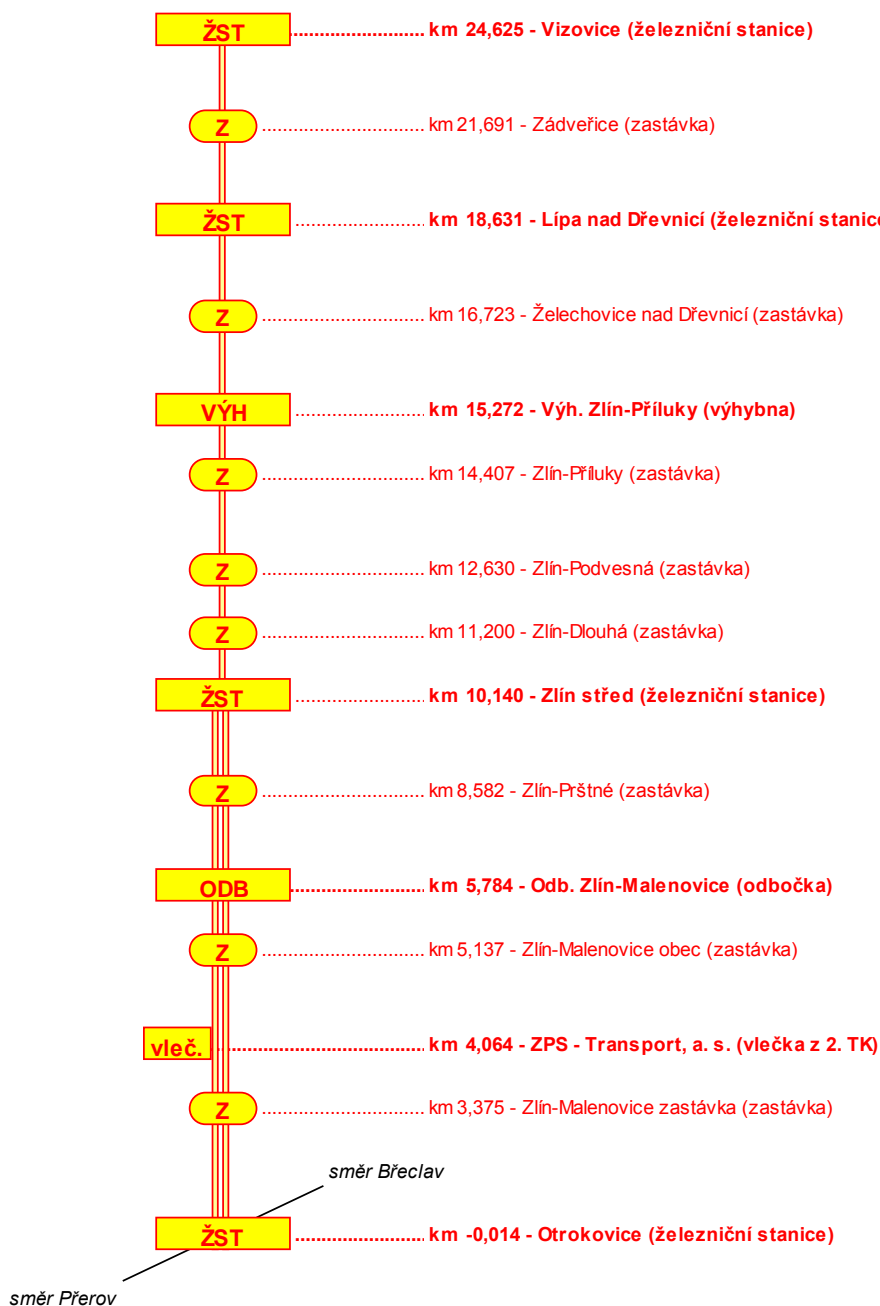 ŽST km 24,625 - Vizovice (železniční stanice)
Z km 21,691 - Zádveřice (zastávka)
ŽST km 18,631 - Lípa nad Dřevnicí (železniční stanice
Z km 16,723 - Želechovice nad Dřevnicí (zastávka)
VÝH km 15,272 - Výh. Zlín-Příluky (výhybna)
Z km 14,407 - Zlín-Příluky (zastávka)
Z km 12,630 - Zlín-Podvesná (zastávka)
Z km 11,200 - Zlín-Dlouhá (zastávka)
ŽST km 10,140 - Zlín střed (železniční stanice)
Z km 8,582 - Zlín-Prštné (zastávka)
ODB km 5,784 - Odb. Zlín-Malenovice (odbočka)
Z km 5,137 - Zlín-Malenovice obec (zastávka)
vleč. km 4,064 - ZPS - Transport, a. s. (vlečka z 2. TK)
Z km 3,375 - Zlín-Malenovice zastávka (zastávka)
směr Břeclav
ŽST km -0,014 - Otrokovice (železniční stanice)
směr Přerov